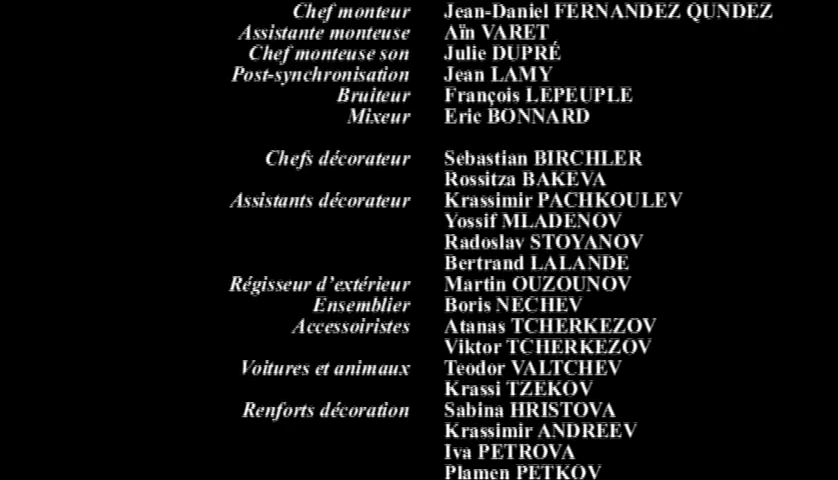 Chef monteur Jean-Daniel FERNANDEZ QUNDEZ
Assistante monteuse Aïn VARET
Chef monteuse son Julie DUPRÉ
Post-synchronisation Jean LAMY
Bruiteur François LEPEUPLE
Mixeur Eric BONNARD
Chefs décorateur Sebastian BIRCHLER
Rossitza BAKEVA
Assistants décorateur Krassimir PACHKOULEV
Yossif MLADENOV
Radoslav STOYANOV
Bertrand LALANDE
Régisseur d'extérieur Martin OUZOUNOV
Ensemblier Boris NECHEV
Accessoiristes Atanas TCHERKEZOV
Viktor TCHERKEZOV
Voitures et animaux Teodor VALTCHEV
Krassi TZEKOV
Renforts décoration Sabina HRISTOVA
Krassimir ANDREEV
Iva PETROVA
Plamen PETKOV